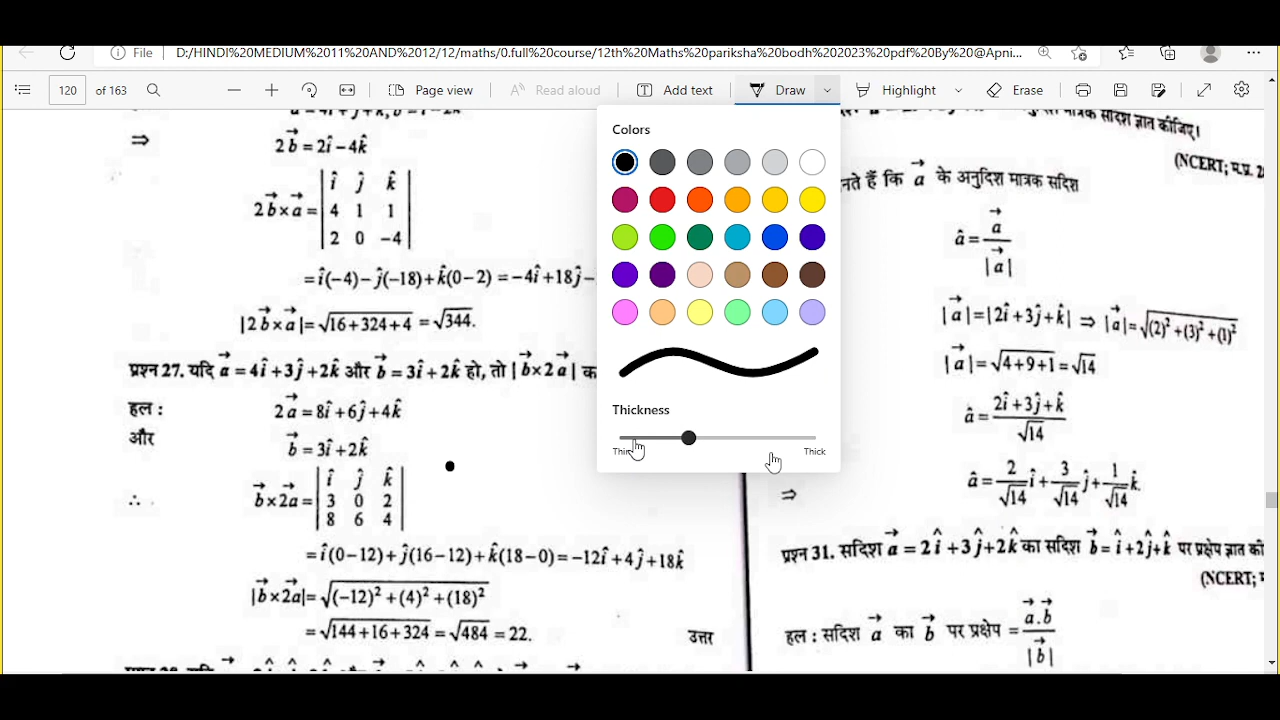 File D:/HINDI%20MEDIUM%2011%20AND%2012/12/maths/0.full%20course/12th%20Maths%20pariksha%20bodh%202023%20pdf%20By%20@Apni...
120 of 163 Page view Read aloud Add text Draw Highlight Erase
Colors
Thickness
Thin Thick
⇒ 2b⃗ = 2î − 4k̂
2b⃗ × a⃗ = | î ĵ k̂ |
| 4 1 1 |
| 2 0 −4 |
= î(−4) − ĵ(−18) + k̂(0−2) = −4î + 18ĵ −
|2b⃗ × a⃗| = √16+324+4 = √344.
प्रश्न 27. यदि a⃗ = 4î + 3ĵ + 2k̂ और b⃗ = 3î + 2k̂ हो, तो | b⃗ × 2a⃗ | क
हल : 2a⃗ = 8î + 6ĵ + 4k̂
और b⃗ = 3î + 2k̂
∴ b⃗ × 2a⃗ = | î ĵ k̂ |
| 3 0 2 |
| 8 6 4 |
= î(0−12) + ĵ(16−12) + k̂(18−0) = −12î + 4ĵ + 18k̂
|b⃗ × 2a⃗| = √(−12)² + (4)² + (18)²
= √144+16+324 = √484 = 22.
उत्तर
मात्रक सदिश ज्ञात कीजिए।
(NCERT; म.प्र. 2
नते हैं कि a⃗ के अनुदिश मात्रक सदिश
â = a⃗ / |a⃗|
|a⃗| = |2î + 3ĵ + k̂| ⇒ |a⃗| = √(2)² + (3)² + (1)²
|a⃗| = √4+9+1 = √14
â = 2î + 3ĵ + k̂ / √14
⇒ â = 2/√14 î + 3/√14 ĵ + 1/√14 k̂.
प्रश्न 31. सदिश a⃗ = 2î + 3ĵ + 2k̂ का सदिश b⃗ = î + 2ĵ + k̂ पर प्रक्षेप ज्ञात की
(NCERT;
हल : सदिश a⃗ का b⃗ पर प्रक्षेप = a⃗.b⃗ / |b⃗|